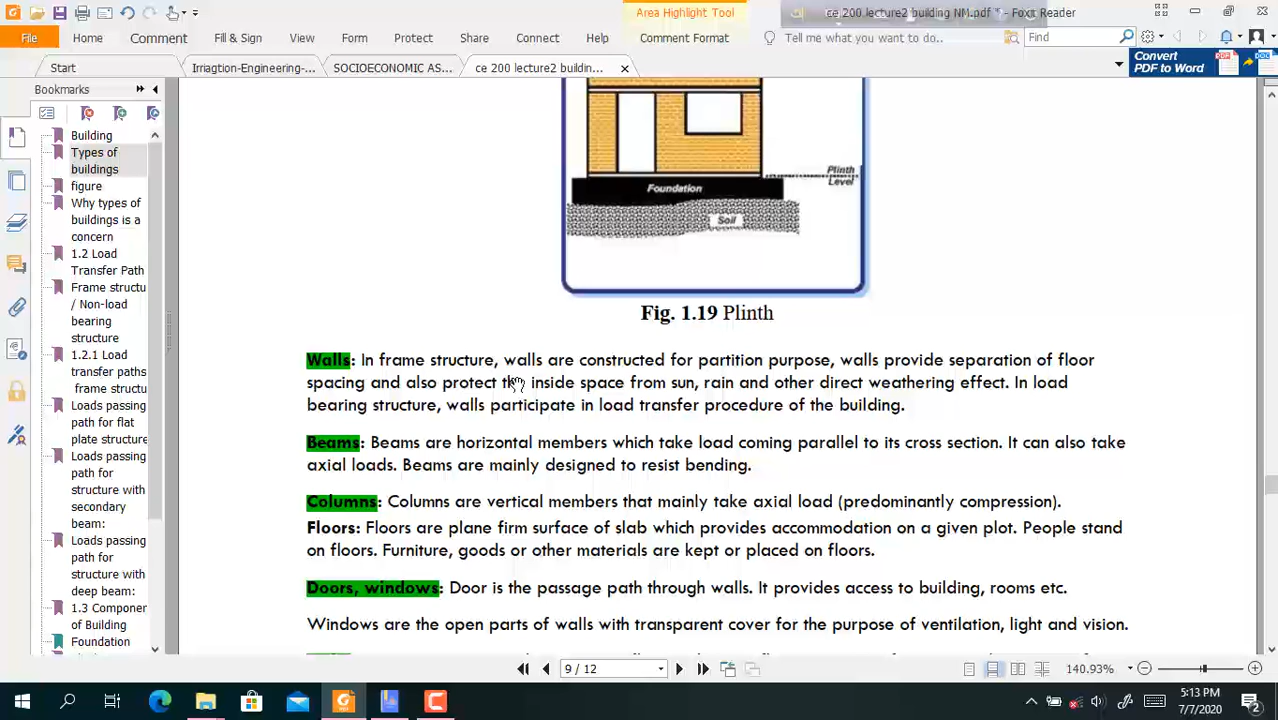 Area Highlight Tool
ce 200 lecture2 building NM.pdf * - Foxit Reader
File Home Comment Fill & Sign View Form Protect Share Connect Help Comment Format Tell me what you want to do.. Find
Start Irriagtion-Engineering-... SOCIOECONOMIC AS... ce 200 lecture2 buildin...
Convert
PDF to Word
Bookmarks
Building
Types of
buildings
figure
Why types of
buildings is a
concern
1.2 Load
Transfer Path
Frame structu
/ Non-load
bearing
structure
1.2.1 Load
transfer paths
frame structu
Loads passing
path for flat
plate structure
Loads passing
path for
structure with
secondary
beam:
Loads passing
path for
structure with
deep beam:
1.3 Componer
of Building
Foundation
Plinth
Level
Foundation
Soil
Fig. 1.19 Plinth
Walls: In frame structure, walls are constructed for partition purpose, walls provide separation of floor
spacing and also protect the inside space from sun, rain and other direct weathering effect. In load
bearing structure, walls participate in load transfer procedure of the building.
Beams: Beams are horizontal members which take load coming parallel to its cross section. It can also take
axial loads. Beams are mainly designed to resist bending.
Columns: Columns are vertical members that mainly take axial load (predominantly compression).
Floors: Floors are plane firm surface of slab which provides accommodation on a given plot. People stand
on floors. Furniture, goods or other materials are kept or placed on floors.
Doors, windows: Door is the passage path through walls. It provides access to building, rooms etc.
Windows are the open parts of walls with transparent cover for the purpose of ventilation, light and vision.
9 / 12
140.93%
5:13 PM
7/7/2020
2